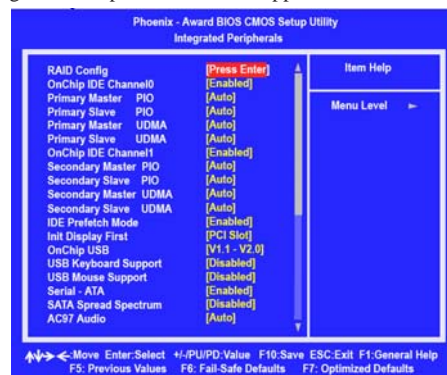 Phoenix - Award BIOS CMOS Setup Utility
Integrated Peripherals
RAID Config [Press Enter]
OnChip IDE Channel0 [Enabled]
Primary Master PIO [Auto]
Primary Slave PIO [Auto]
Primary Master UDMA [Auto]
Primary Slave UDMA [Auto]
OnChip IDE Channel1 [Enabled]
Secondary Master PIO [Auto]
Secondary Slave PIO [Auto]
Secondary Master UDMA [Auto]
Secondary Slave UDMA [Auto]
IDE Prefetch Mode [Enabled]
Init Display First [PCI Slot]
OnChip USB [V1.1 - V2.0]
USB Keyboard Support [Disabled]
USB Mouse Support [Disabled]
Serial - ATA [Enabled]
SATA Spread Spectrum [Disabled]
AC97 Audio [Auto]
Item Help
Menu Level ►
↑↓→←:Move Enter:Select +/-/PU/PD:Value F10:Save ESC:Exit F1:General Help
F5: Previous Values F6: Fail-Safe Defaults F7: Optimized Defaults